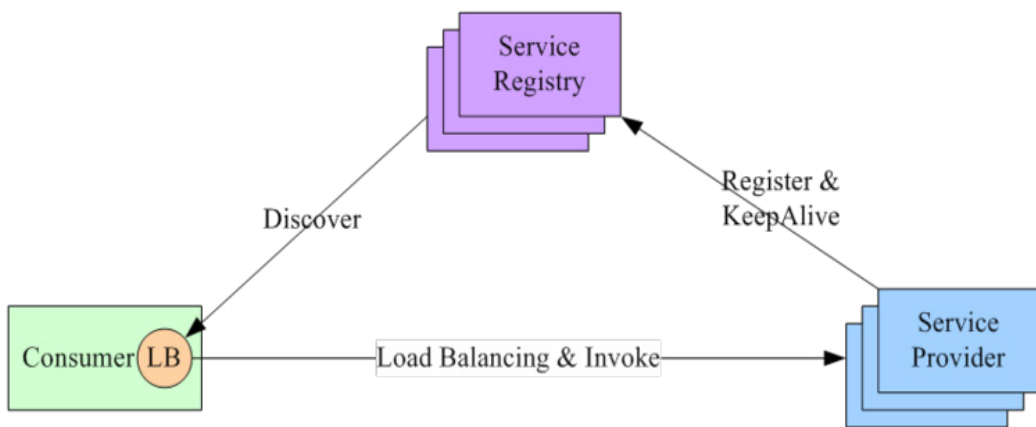 Service
Registry
Register &
KeepAlive
Discover
Consumer LB
Load Balancing & Invoke
Service
Provider